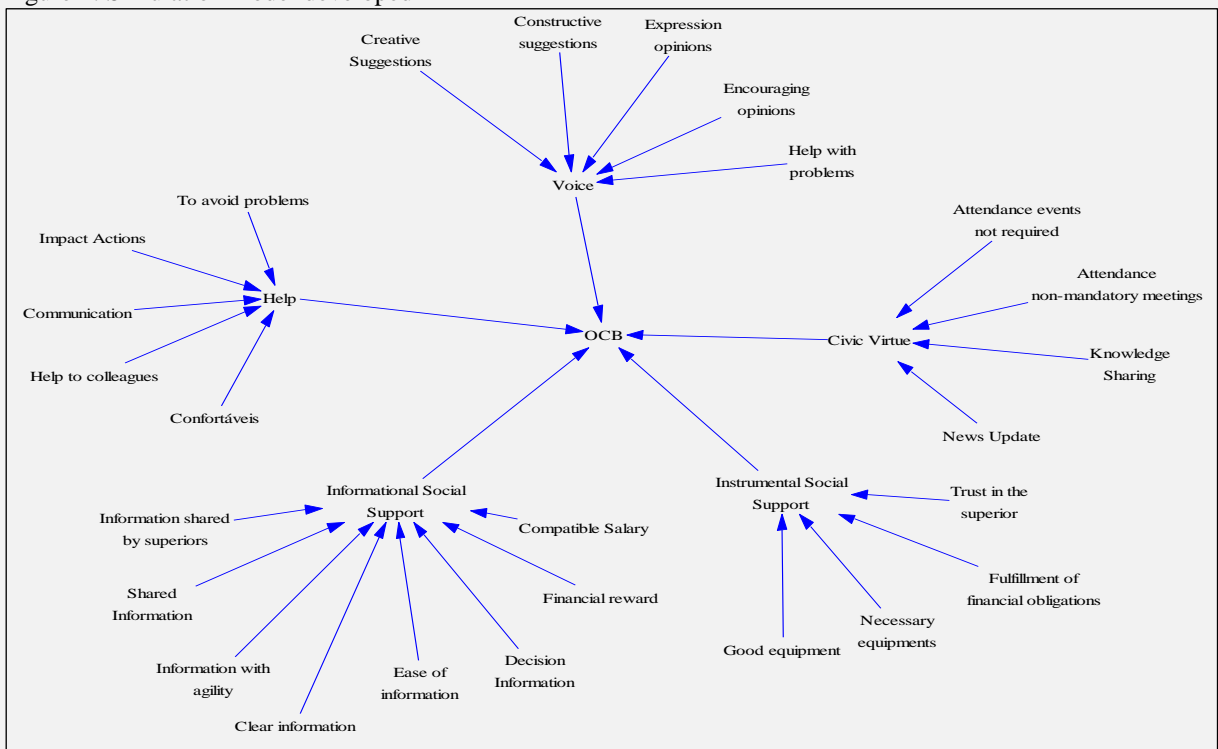 Creative
Suggestions
Constructive
suggestions
Expression
opinions
Encouraging
opinions
Help with
problems
Voice
To avoid problems
Impact Actions
Communication
Help to colleagues
Confortáveis
Help
OCB
Attendance events
not required
Attendance
non-mandatory meetings
Civic Virtue
Knowledge
Sharing
News Update
Informational Social
Support
Information shared
by superiors
Shared
Information
Information with
agility
Clear information
Ease of
information
Decision
Information
Financial reward
Compatible Salary
Instrumental Social
Support
Trust in the
superior
Fulfillment of
financial obligations
Necessary
equipments
Good equipment